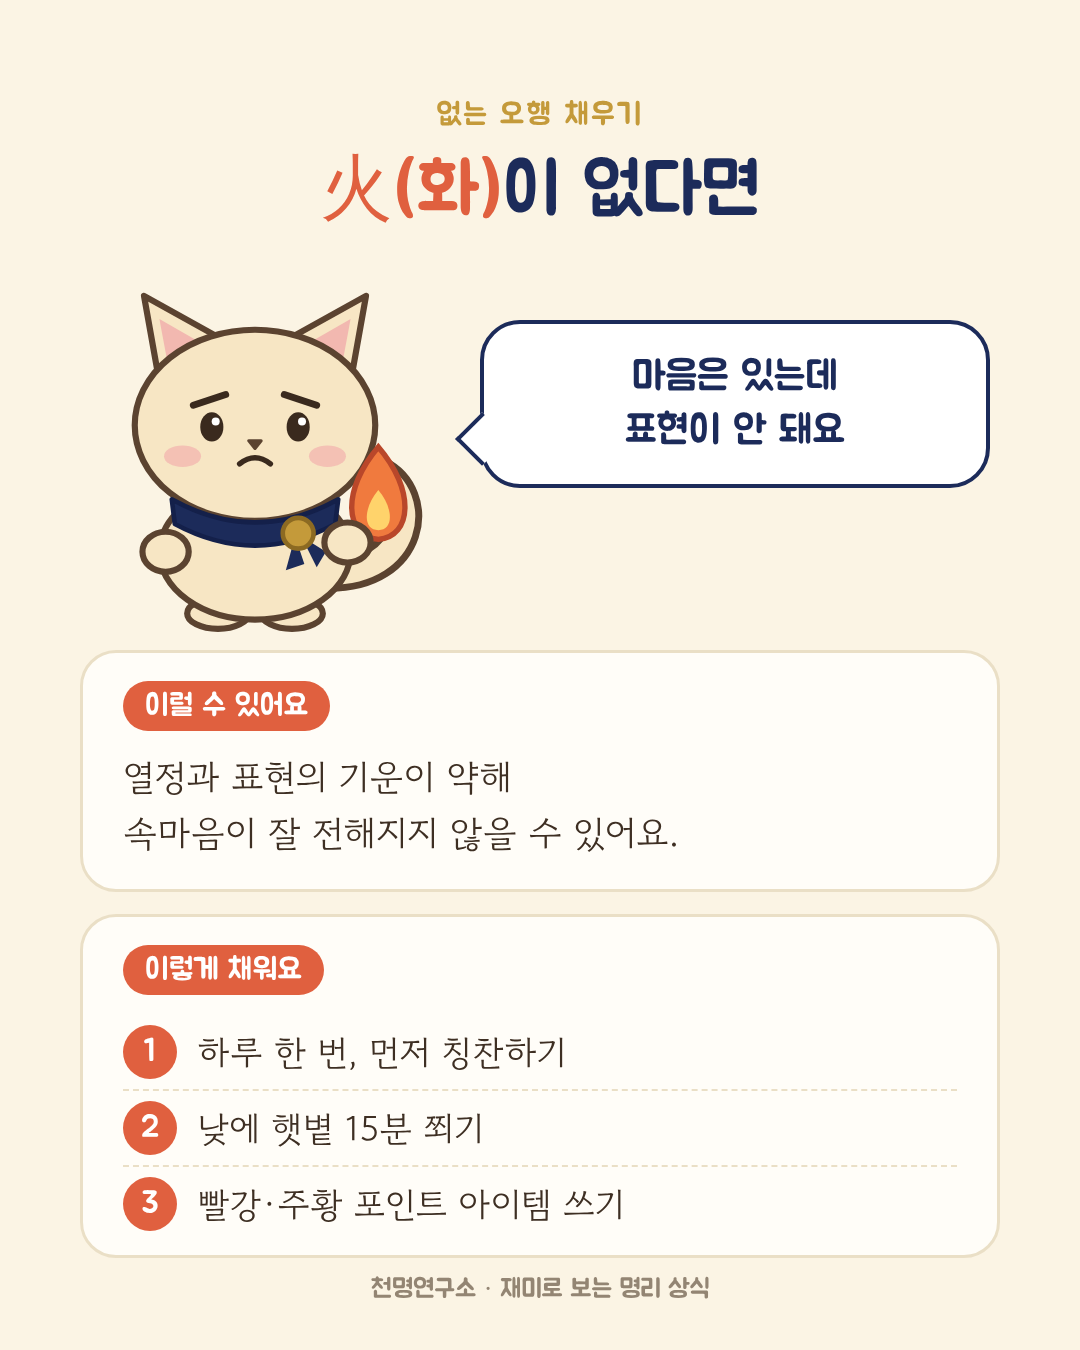 없는 오행 채우기
火(화)이 없다면
마음은 있는데
표현이 안 돼요
이럴 수 있어요
열정과 표현의 기운이 약해
속마음이 잘 전해지지 않을 수 있어요.
이렇게 채워요
1 하루 한 번, 먼저 칭찬하기
2 낮에 햇볕 15분 쬐기
3 빨강·주황 포인트 아이템 쓰기
천명연구소 · 재미로 보는 명리 상식